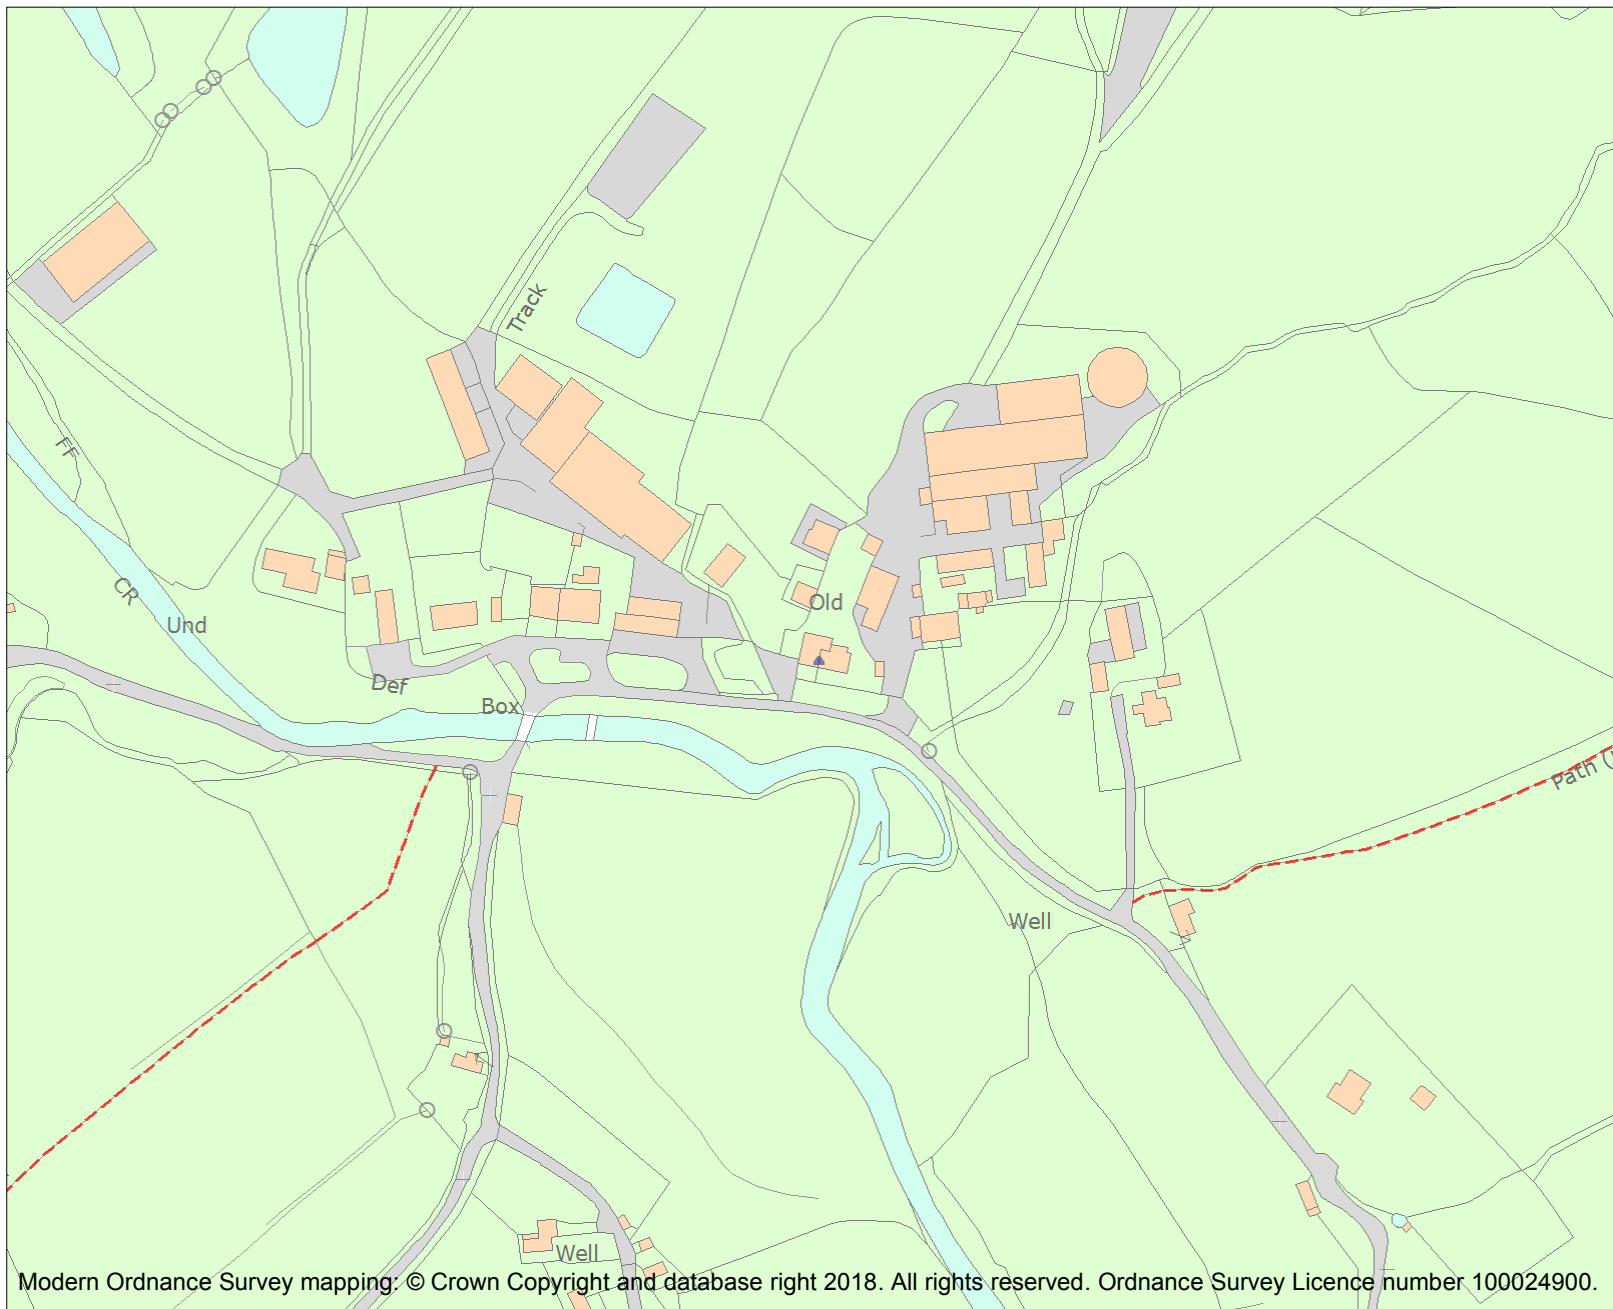 Track
FF
CR
Und
Old
Def
Box
Path (
Well
Well
Modern Ordnance Survey mapping: © Crown Copyright and database right 2018. All rights reserved. Ordnance Survey Licence number 100024900.